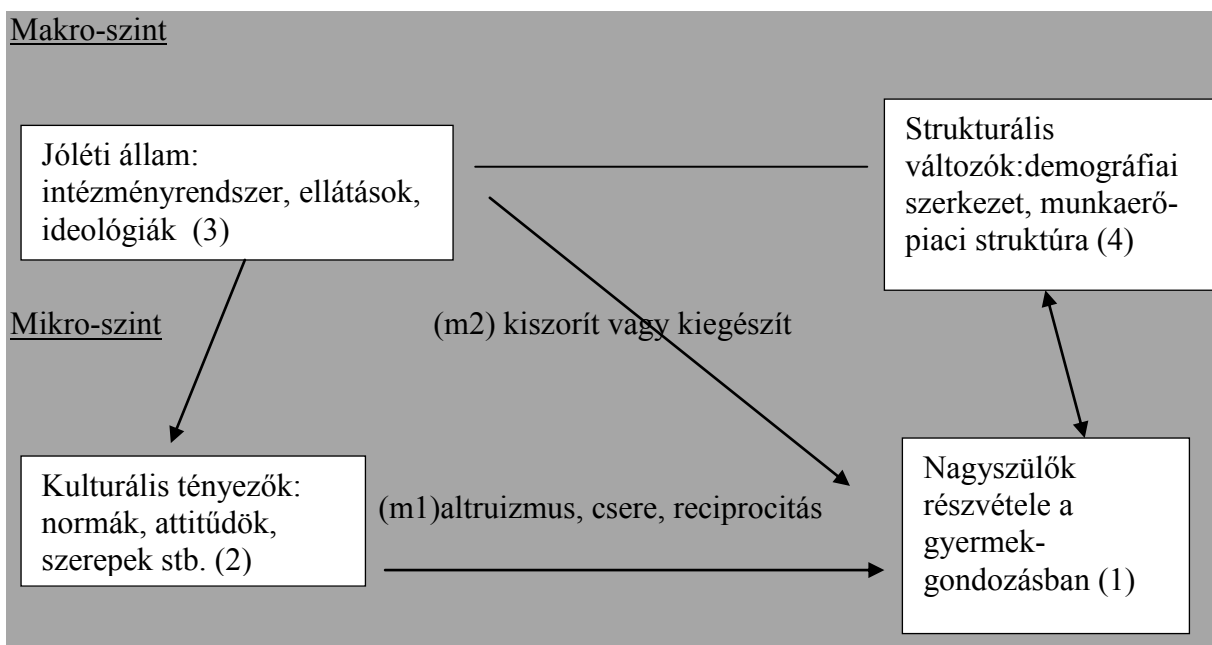 Makro-szint
Jóléti állam:
intézményrendszer, ellátások,
ideológiák (3)
Strukturális
változók:demográfiai
szerkezet, munkaerő-
piaci struktúra (4)
Mikro-szint
(m2) kiszorít vagy kiegészít
Kulturális tényezők:
normák, attitűdök,
szerepek stb. (2)
(m1)altruizmus, csere, reciprocitás
Nagyszülők
részvétele a
gyermek-
gondozásban (1)